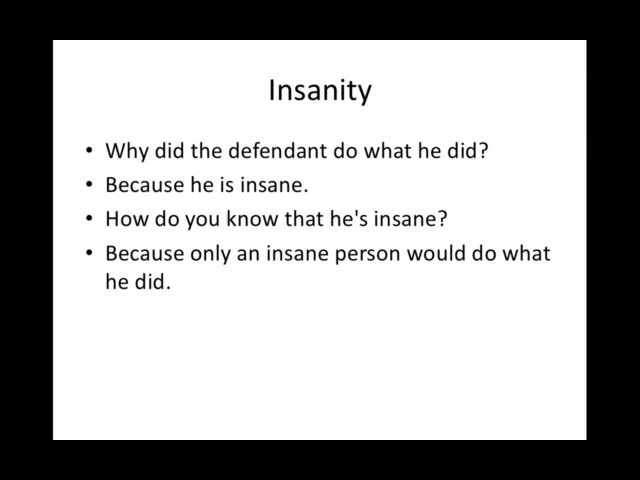 Insanity
• Why did the defendant do what he did?
• Because he is insane.
• How do you know that he's insane?
• Because only an insane person would do what
he did.